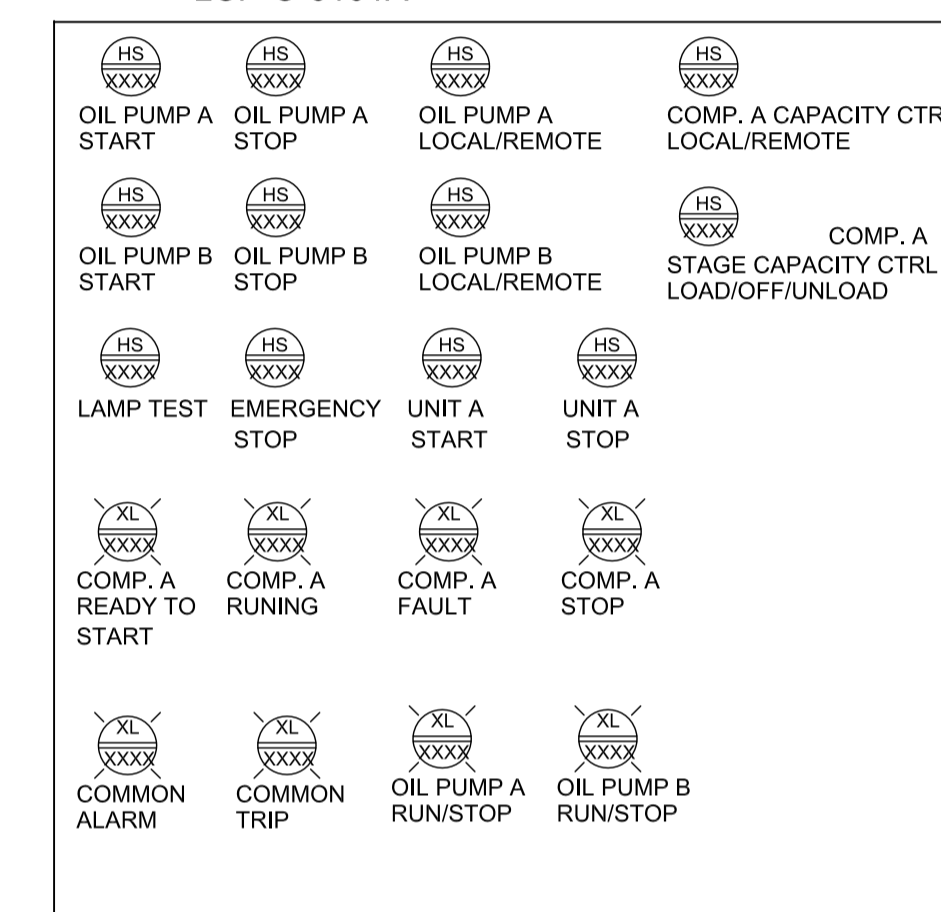 HS HS HS HS
XXXX XXXX XXXX XXXX
OIL PUMP A OIL PUMP A OIL PUMP A COMP. A CAPACITY CTR
START STOP LOCAL/REMOTE LOCAL/REMOTE
HS HS HS HS
XXXX XXXX XXXX XXXX COMP. A
OIL PUMP B OIL PUMP B OIL PUMP B STAGE CAPACITY CTRL
START STOP LOCAL/REMOTE LOAD/OFF/UNLOAD
HS HS HS HS
XXXX XXXX XXXX XXXX
LAMP TEST EMERGENCY UNIT A UNIT A
STOP START STOP
XL XL XL XL
XXXX XXXX XXXX XXXX
COMP. A COMP. A COMP. A COMP. A
READY TO RUNING FAULT STOP
START
XL XL XL XL
XXXX XXXX XXXX XXXX
COMMON COMMON OIL PUMP A OIL PUMP B
ALARM TRIP RUN/STOP RUN/STOP